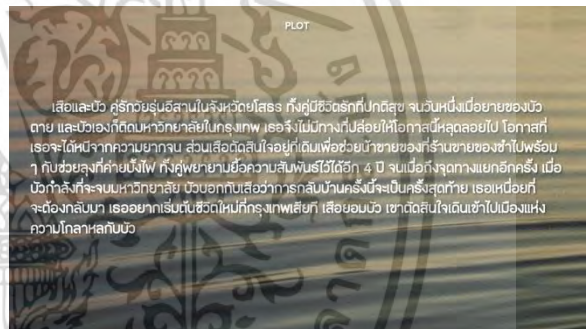 PLOT
เสือและบัว คู่รักวัยรุ่นอีสานในจังหวัดยโสธร ทั้งคู่มีชีวิตรักที่ปกติสุข จนวันหนึ่งเมื่อยายของบัว
ตาย และบัวเองก็ติดมหาวิทยาลัยในกรุงเทพ เธอจึงไม่มีทางที่ปล่อยให้โอกาสนี้หลุดลอยไป โอกาสที่
เธอจะได้หนีจากความยากจน ส่วนเสือตัดสินใจอยู่ที่เดิมเพื่อช่วยน้าขายของที่ร้านขายของชำไปพร้อม
ๆ กับช่วยลุงที่ค่ายบั้งไฟ ทั้งคู่พยายามยื้อความสัมพันธ์ไว้ได้อีก 4 ปี จนเมื่อถึงจุดทางแยกอีกครั้ง เมื่อ
บัวกำลังที่จะจบมหาวิทยาลัย บัวบอกกับเสือว่าการกลับบ้านครั้งนี้จะเป็นครั้งสุดท้าย เธอเหนื่อยที่
จะต้องกลับมา เธออยากเริ่มต้นชีวิตใหม่ที่กรุงเทพเสียที เสือยอมบัว เขาตัดสินใจเดินเข้าไปเมืองแห่ง
ความโกลาหลกับบัว